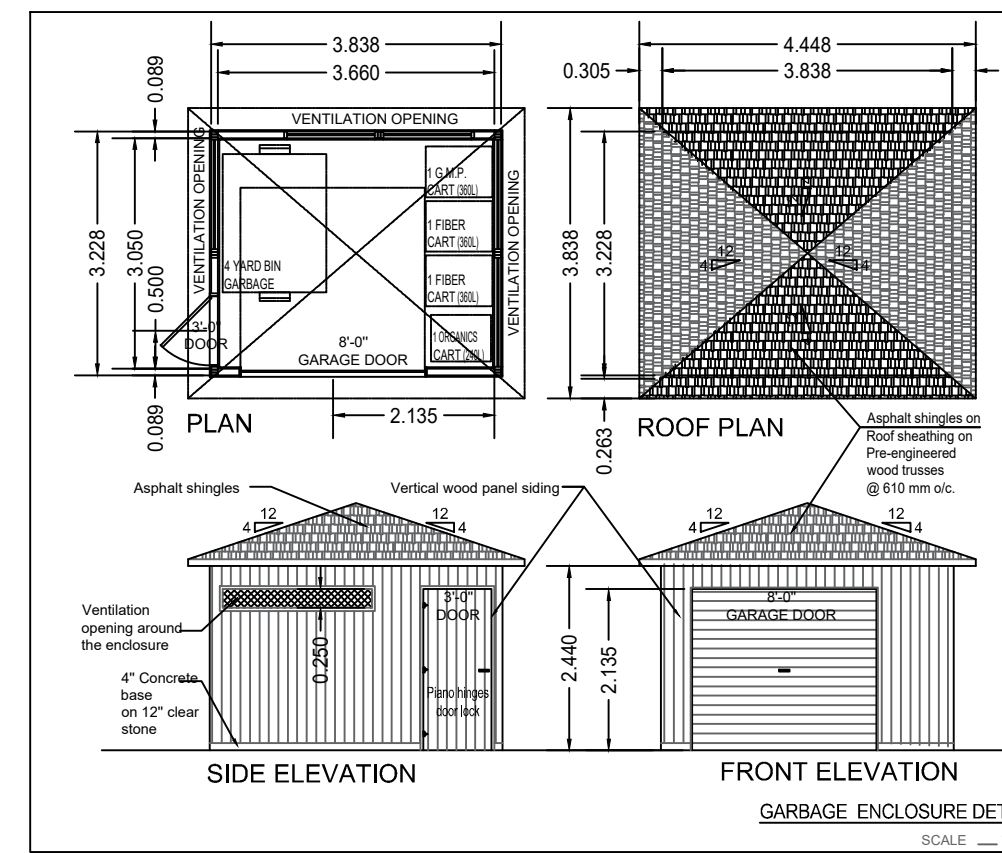 3.838
3.660
0.089
VENTILATION OPENING
VENTILATION OPENING
VENTILATION OPENING
3.228
3.050
0.500
0.089
1 G.M.P.
CART (360L)
1 FIBER
CART (360L)
1 FIBER
CART (360L)
1 ORGANICS
CART (240L)
4 YARD BIN
GARBAGE
3'-0"
DOOR
8'-0"
GARAGE DOOR
2.135
PLAN
4.448
0.305
3.838
3.838
3.228
0.263
12
4
12
4
ROOF PLAN
Asphalt shingles on
Roof sheathing on
Pre-engineered
wood trusses
@ 610 mm o/c.
Asphalt shingles
Vertical wood panel siding
12
4
12
4
Ventilation
opening around
the enclosure
0.250
3'-0"
DOOR
Piano hinges
door lock
4" Concrete
base
on 12" clear
stone
SIDE ELEVATION
12
4
12
4
2.440
2.135
8'-0"
GARAGE DOOR
FRONT ELEVATION
GARBAGE ENCLOSURE DET
SCALE